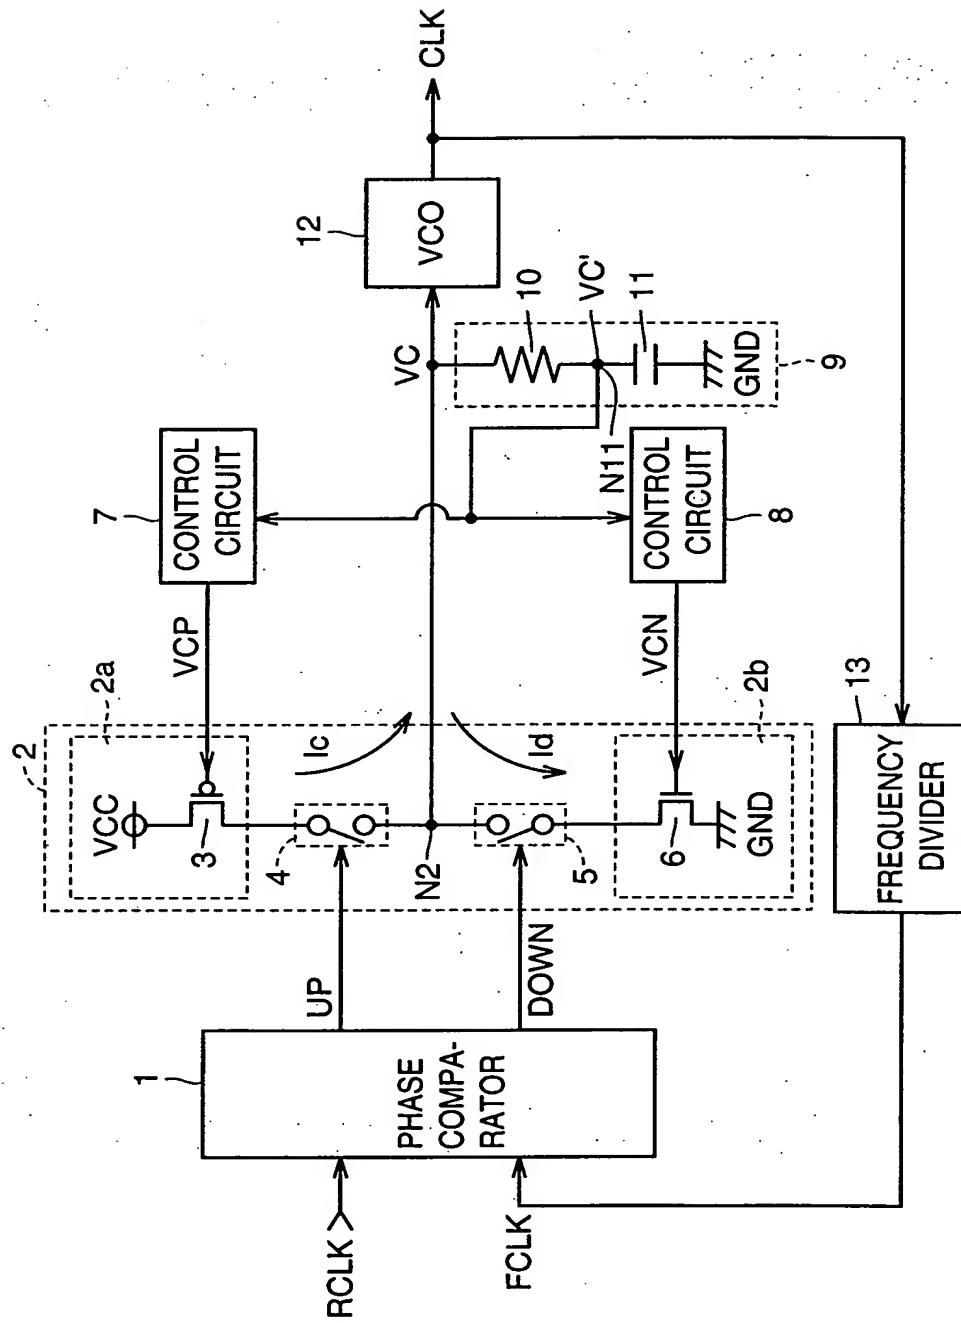 RCLK
FCLK
1
PHASE
COMPA-
RATOR
UP
DOWN
2
2a
VCC
3
4
N2
5
6
GND
2b
Ic
Id
VCP
VCN
7
CONTROL
CIRCUIT
CONTROL
CIRCUIT
8
VC
N11
10
VC'
11
GND
9
12
VCO
CLK
13
FREQUENCY
DIVIDER